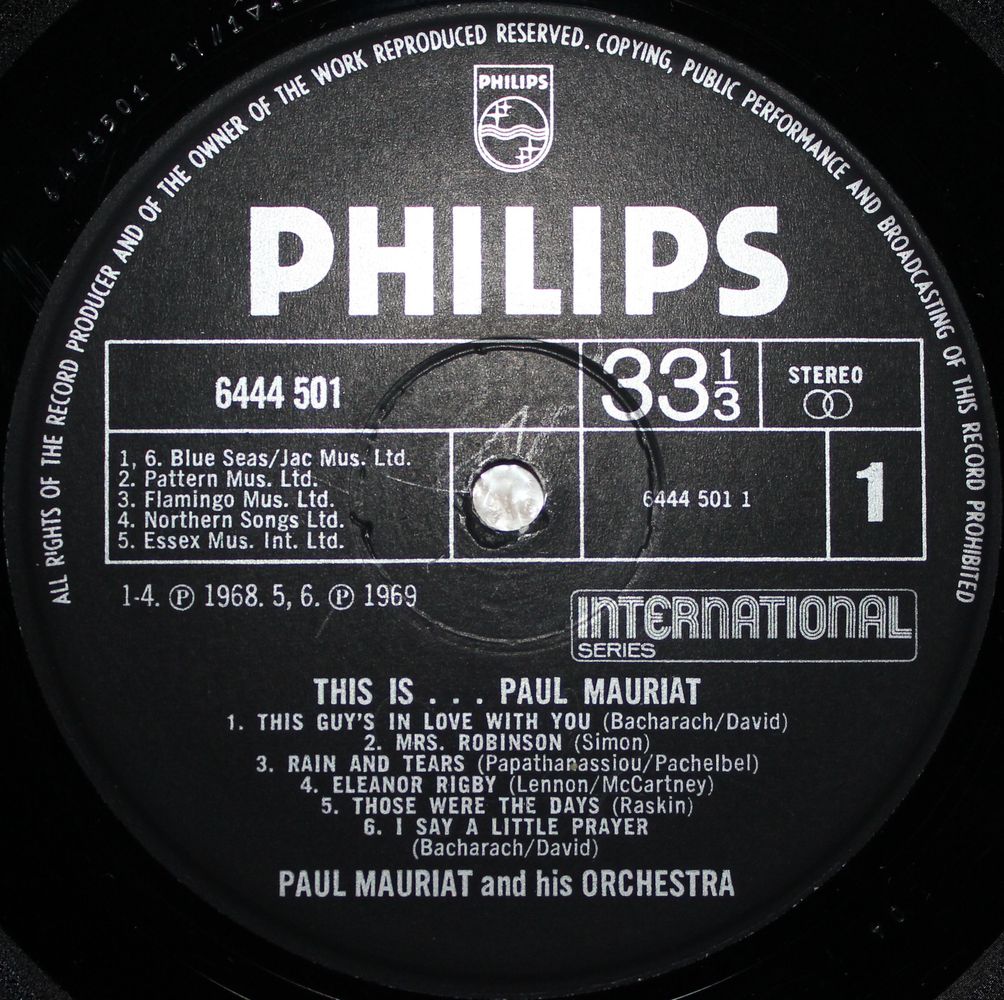 ALL RIGHTS OF THE RECORD PRODUCER AND OF THE OWNER OF THE WORK REPRODUCED RESERVED. COPYING, PUBLIC PERFORMANCE AND BROADCASTING OF THIS RECORD PROHIBITED
PHILIPS
PHILIPS
6444 501
33 1/3
STEREO
1, 6. Blue Seas/Jac Mus. Ltd.
2. Pattern Mus. Ltd.
3. Flamingo Mus. Ltd.
4. Northern Songs Ltd.
5. Essex Mus. Int. Ltd.
6444 501 1
1
1-4. ℗ 1968. 5, 6. ℗ 1969
INTERNATIONAL
SERIES
THIS IS . . . PAUL MAURIAT
1. THIS GUY'S IN LOVE WITH YOU (Bacharach/David)
2. MRS. ROBINSON (Simon)
3. RAIN AND TEARS (Papathanassiou/Pachelbel)
4. ELEANOR RIGBY (Lennon/McCartney)
5. THOSE WERE THE DAYS (Raskin)
6. I SAY A LITTLE PRAYER
(Bacharach/David)
PAUL MAURIAT and his ORCHESTRA